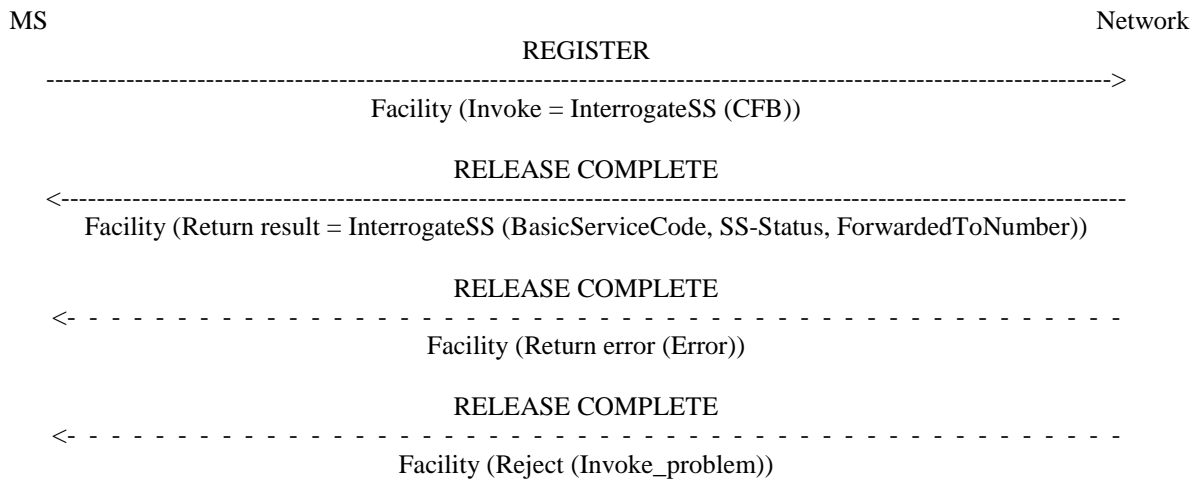 MS Network
REGISTER
------------------------------------------------------------------------------------------------------------------------>
Facility (Invoke = InterrogateSS (CFB))
RELEASE COMPLETE
<------------------------------------------------------------------------------------------------------------------------
Facility (Return result = InterrogateSS (BasicServiceCode, SS-Status, ForwardedToNumber))
RELEASE COMPLETE
<- - - - - - - - - - - - - - - - - - - - - - - - - - - - - - - - - - - - - - - - - - - - - - - - -
Facility (Return error (Error))
RELEASE COMPLETE
<- - - - - - - - - - - - - - - - - - - - - - - - - - - - - - - - - - - - - - - - - - - - - - - - -
Facility (Reject (Invoke_problem))